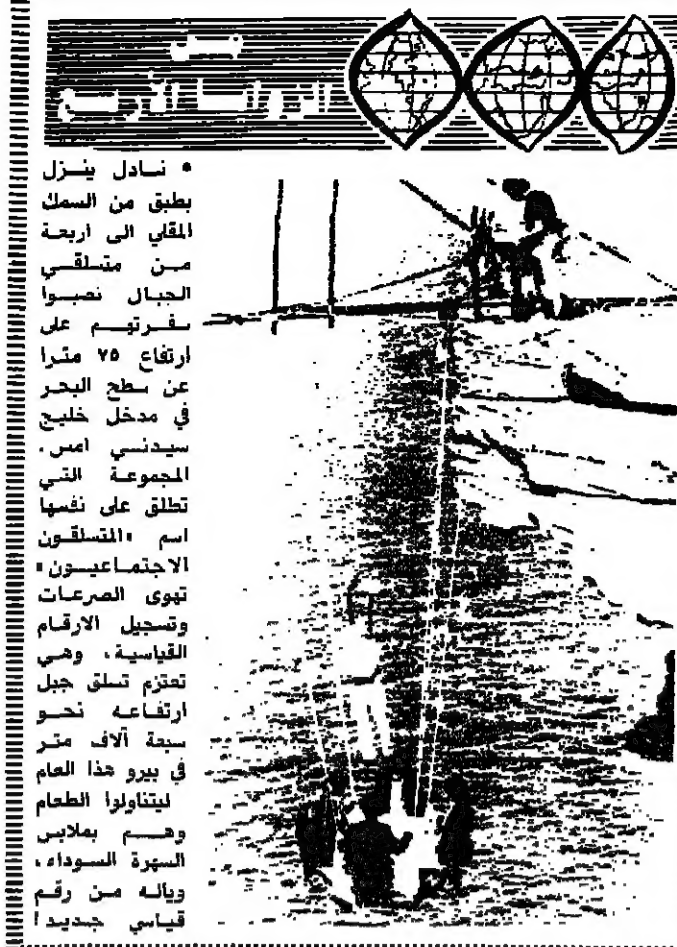 من
الزوايا الأربع
• نادل ينزل
بطبق من السمك
المقلي الى اربعة
من متسلقي
الجبال نصبوا
سفرتهم على
ارتفاع ٧٥ مترا
عن سطح البحر
في مدخل خليج
سيدني امس.
المجموعة التي
تطلق على نفسها
اسم «المتسلقون
الاجتماعيون»
تهوى الصرعات
وتسجيل الارقام
القياسية، وهي
تعتزم تسلق جبل
ارتفاعه نحو
سبعة آلاف متر
في بيرو هذا العام
ليتناولوا الطعام
وهم بملابس
السهرة السوداء،
وياله من رقم
قياسي جديد!